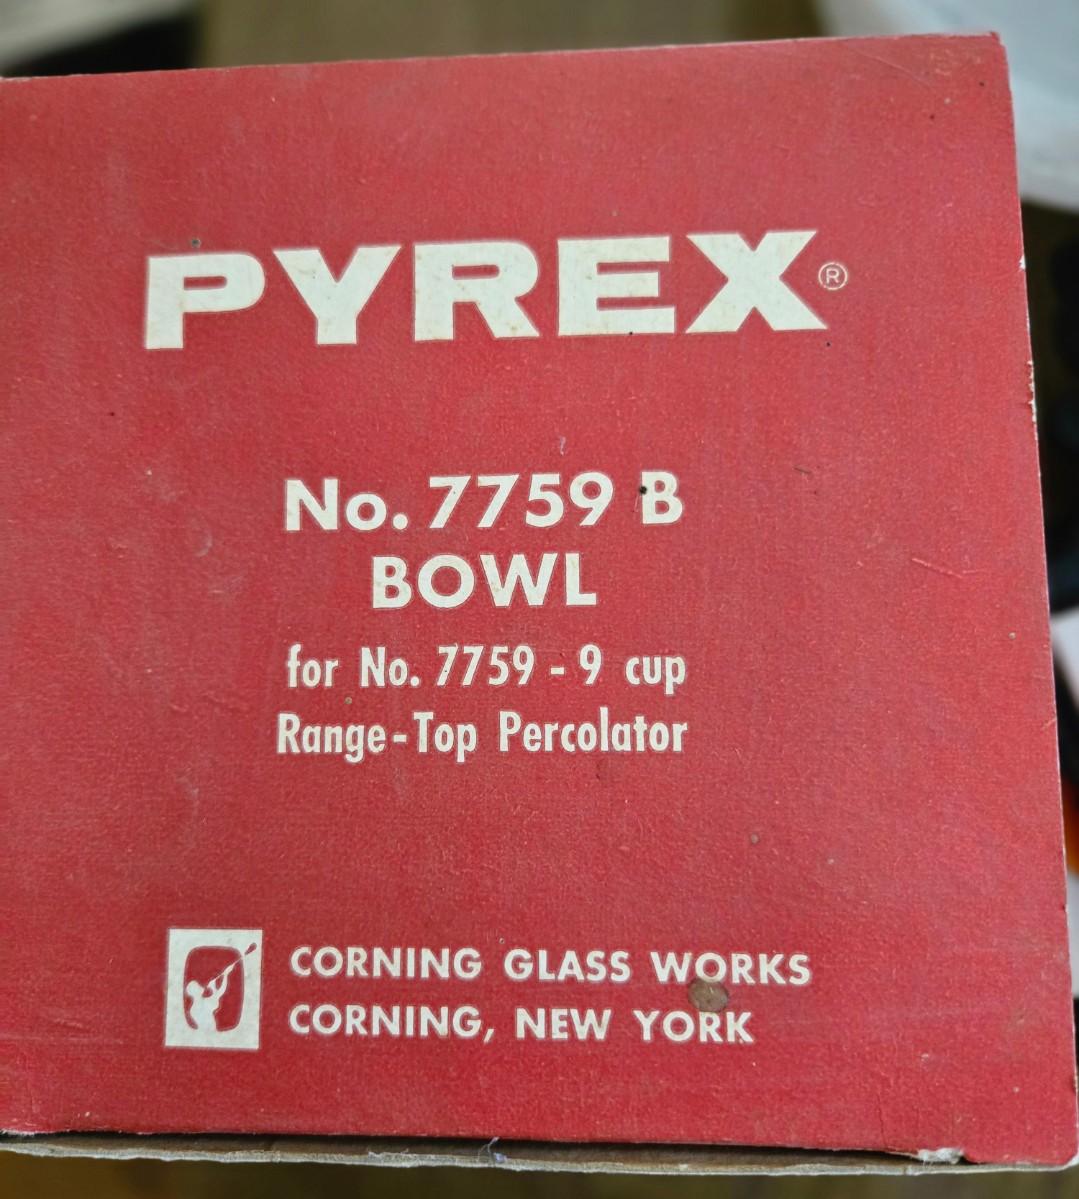 PYREX®
No. 7759 B
BOWL
for No. 7759 - 9 cup
Range-Top Percolator
CORNING GLASS WORKS
CORNING, NEW YORK